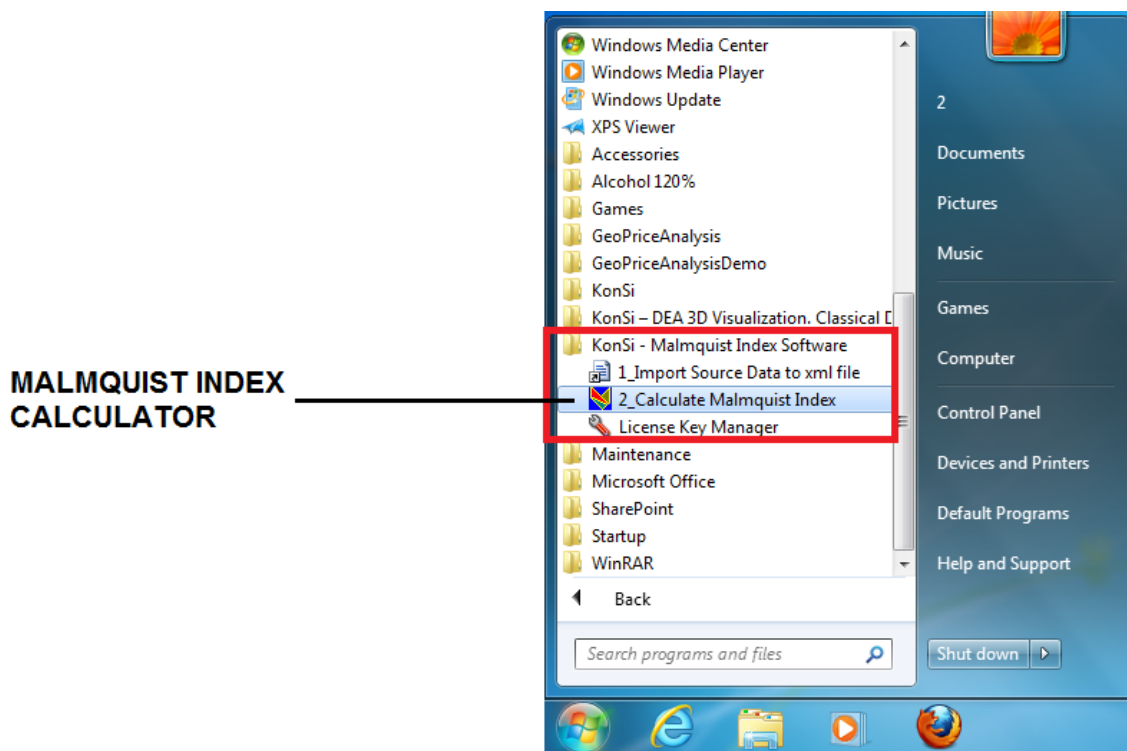 MALMQUIST INDEX
CALCULATOR
Windows Media Center
Windows Media Player
Windows Update
XPS Viewer
Accessories
Alcohol 120%
Games
GeoPriceAnalysis
GeoPriceAnalysisDemo
KonSi
KonSi – DEA 3D Visualization. Classical
KonSi - Malmquist Index Software
1_Import Source Data to xml file
2_Calculate Malmquist Index
License Key Manager
Maintenance
Microsoft Office
SharePoint
Startup
WinRAR
Back
Search programs and files
2
Documents
Pictures
Music
Games
Computer
Control Panel
Devices and Printers
Default Programs
Help and Support
Shut down